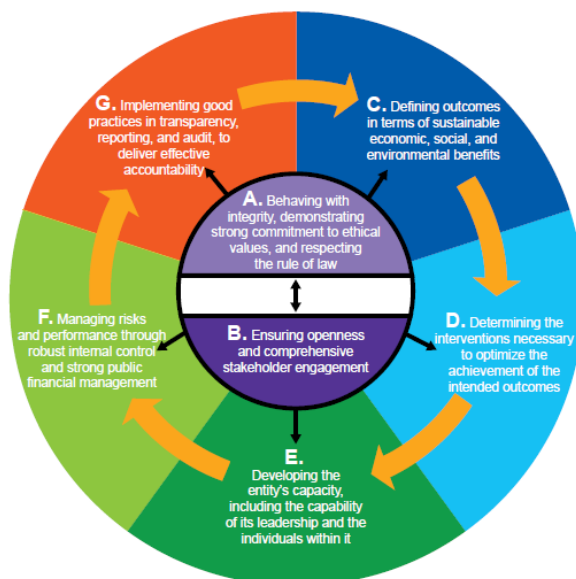 G. Implementing good
practices in transparency,
reporting, and audit, to
deliver effective
accountability
C. Defining outcomes
in terms of sustainable
economic, social, and
environmental benefits
A. Behaving with
integrity, demonstrating
strong commitment to ethical
values, and respecting
the rule of law
B. Ensuring openness
and comprehensive
stakeholder engagement
F. Managing risks
and performance through
robust internal control
and strong public
financial management
D. Determining the
interventions necessary
to optimize the
achievement of the
intended outcomes
E.
Developing the
entity's capacity,
including the capability
of its leadership and the
individuals within it